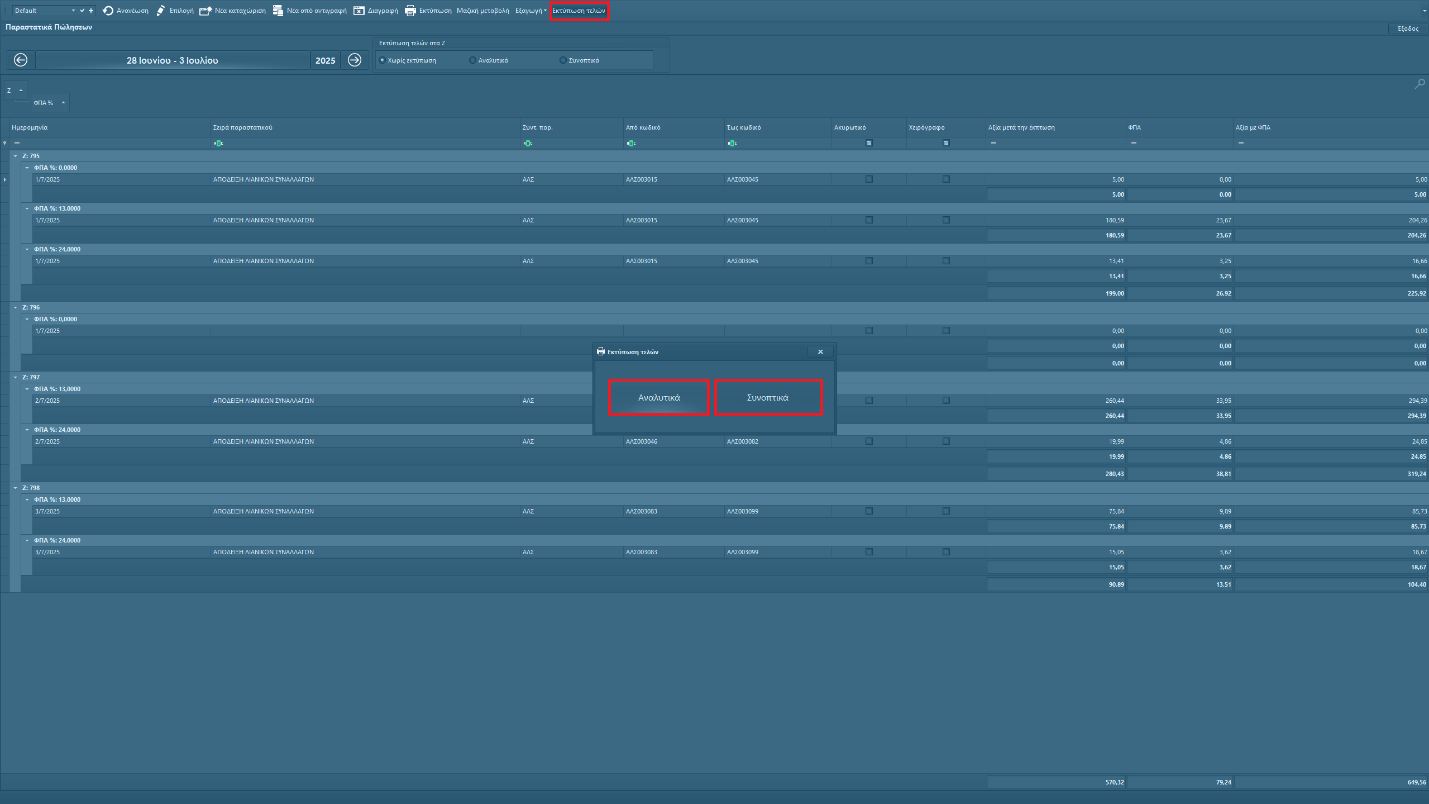 Default Ανανέωση Επιλογή Νέα καταχώριση Νέα από αντιγραφή Διαγραφή Εκτύπωση Μαζική μεταβολή Εξαγωγή Εκτύπωση τελών
Παραστατικά Πώλησεων Έξοδος
Εκτύπωση τελών στα Ζ
28 Ιουνίου - 3 Ιουλίου 2025 Χωρίς εκτύπωση Αναλυτικά Συνοπτικά
Ζ
ΦΠΑ %
Ημερομηνία Σειρά παραστατικού Συντ. παρ. Από κωδικό Έως κωδικό Ακυρωτικό Χειρόγραφο Αξία μετά την έκπτωση ΦΠΑ Αξία με ΦΠΑ
Ζ: 795
ΦΠΑ %: 0,0000
1/7/2025 ΑΠΟΔΕΙΞΗ ΛΙΑΝΙΚΩΝ ΣΥΝΑΛΛΑΓΩΝ ΑΛΣ ΑΛΣ003015 ΑΛΣ003045 5,00 0,00 5,00
5,00 0,00 5,00
ΦΠΑ %: 13,0000
1/7/2025 ΑΠΟΔΕΙΞΗ ΛΙΑΝΙΚΩΝ ΣΥΝΑΛΛΑΓΩΝ ΑΛΣ ΑΛΣ003015 ΑΛΣ003045 180,59 23,67 204,26
180,59 23,67 204,26
ΦΠΑ %: 24,0000
1/7/2025 ΑΠΟΔΕΙΞΗ ΛΙΑΝΙΚΩΝ ΣΥΝΑΛΛΑΓΩΝ ΑΛΣ ΑΛΣ003015 ΑΛΣ003045 13,41 3,25 16,66
13,41 3,25 16,66
199,00 26,92 225,92
Ζ: 796
ΦΠΑ %: 0,0000
1/7/2025 0,00 0,00 0,00
0,00 0,00 0,00
0,00 0,00 0,00
Εκτύπωση τελών
Αναλυτικά Συνοπτικά
Ζ: 797
ΦΠΑ %: 13,0000
2/7/2025 ΑΠΟΔΕΙΞΗ ΛΙΑΝΙΚΩΝ ΣΥΝΑΛΛΑΓΩΝ ΑΛΣ 260,44 33,95 294,39
260,44 33,95 294,39
ΦΠΑ %: 24,0000
2/7/2025 ΑΠΟΔΕΙΞΗ ΛΙΑΝΙΚΩΝ ΣΥΝΑΛΛΑΓΩΝ ΑΛΣ ΑΛΣ003046 ΑΛΣ003082 19,99 4,86 24,85
19,99 4,86 24,85
280,43 38,81 319,24
Ζ: 798
ΦΠΑ %: 13,0000
3/7/2025 ΑΠΟΔΕΙΞΗ ΛΙΑΝΙΚΩΝ ΣΥΝΑΛΛΑΓΩΝ ΑΛΣ ΑΛΣ003083 ΑΛΣ003099 75,84 9,89 85,73
75,84 9,89 85,73
ΦΠΑ %: 24,0000
3/7/2025 ΑΠΟΔΕΙΞΗ ΛΙΑΝΙΚΩΝ ΣΥΝΑΛΛΑΓΩΝ ΑΛΣ ΑΛΣ003083 ΑΛΣ003099 15,05 3,62 18,67
15,05 3,62 18,67
90,89 13,51 104,40
570,32 79,24 649,56